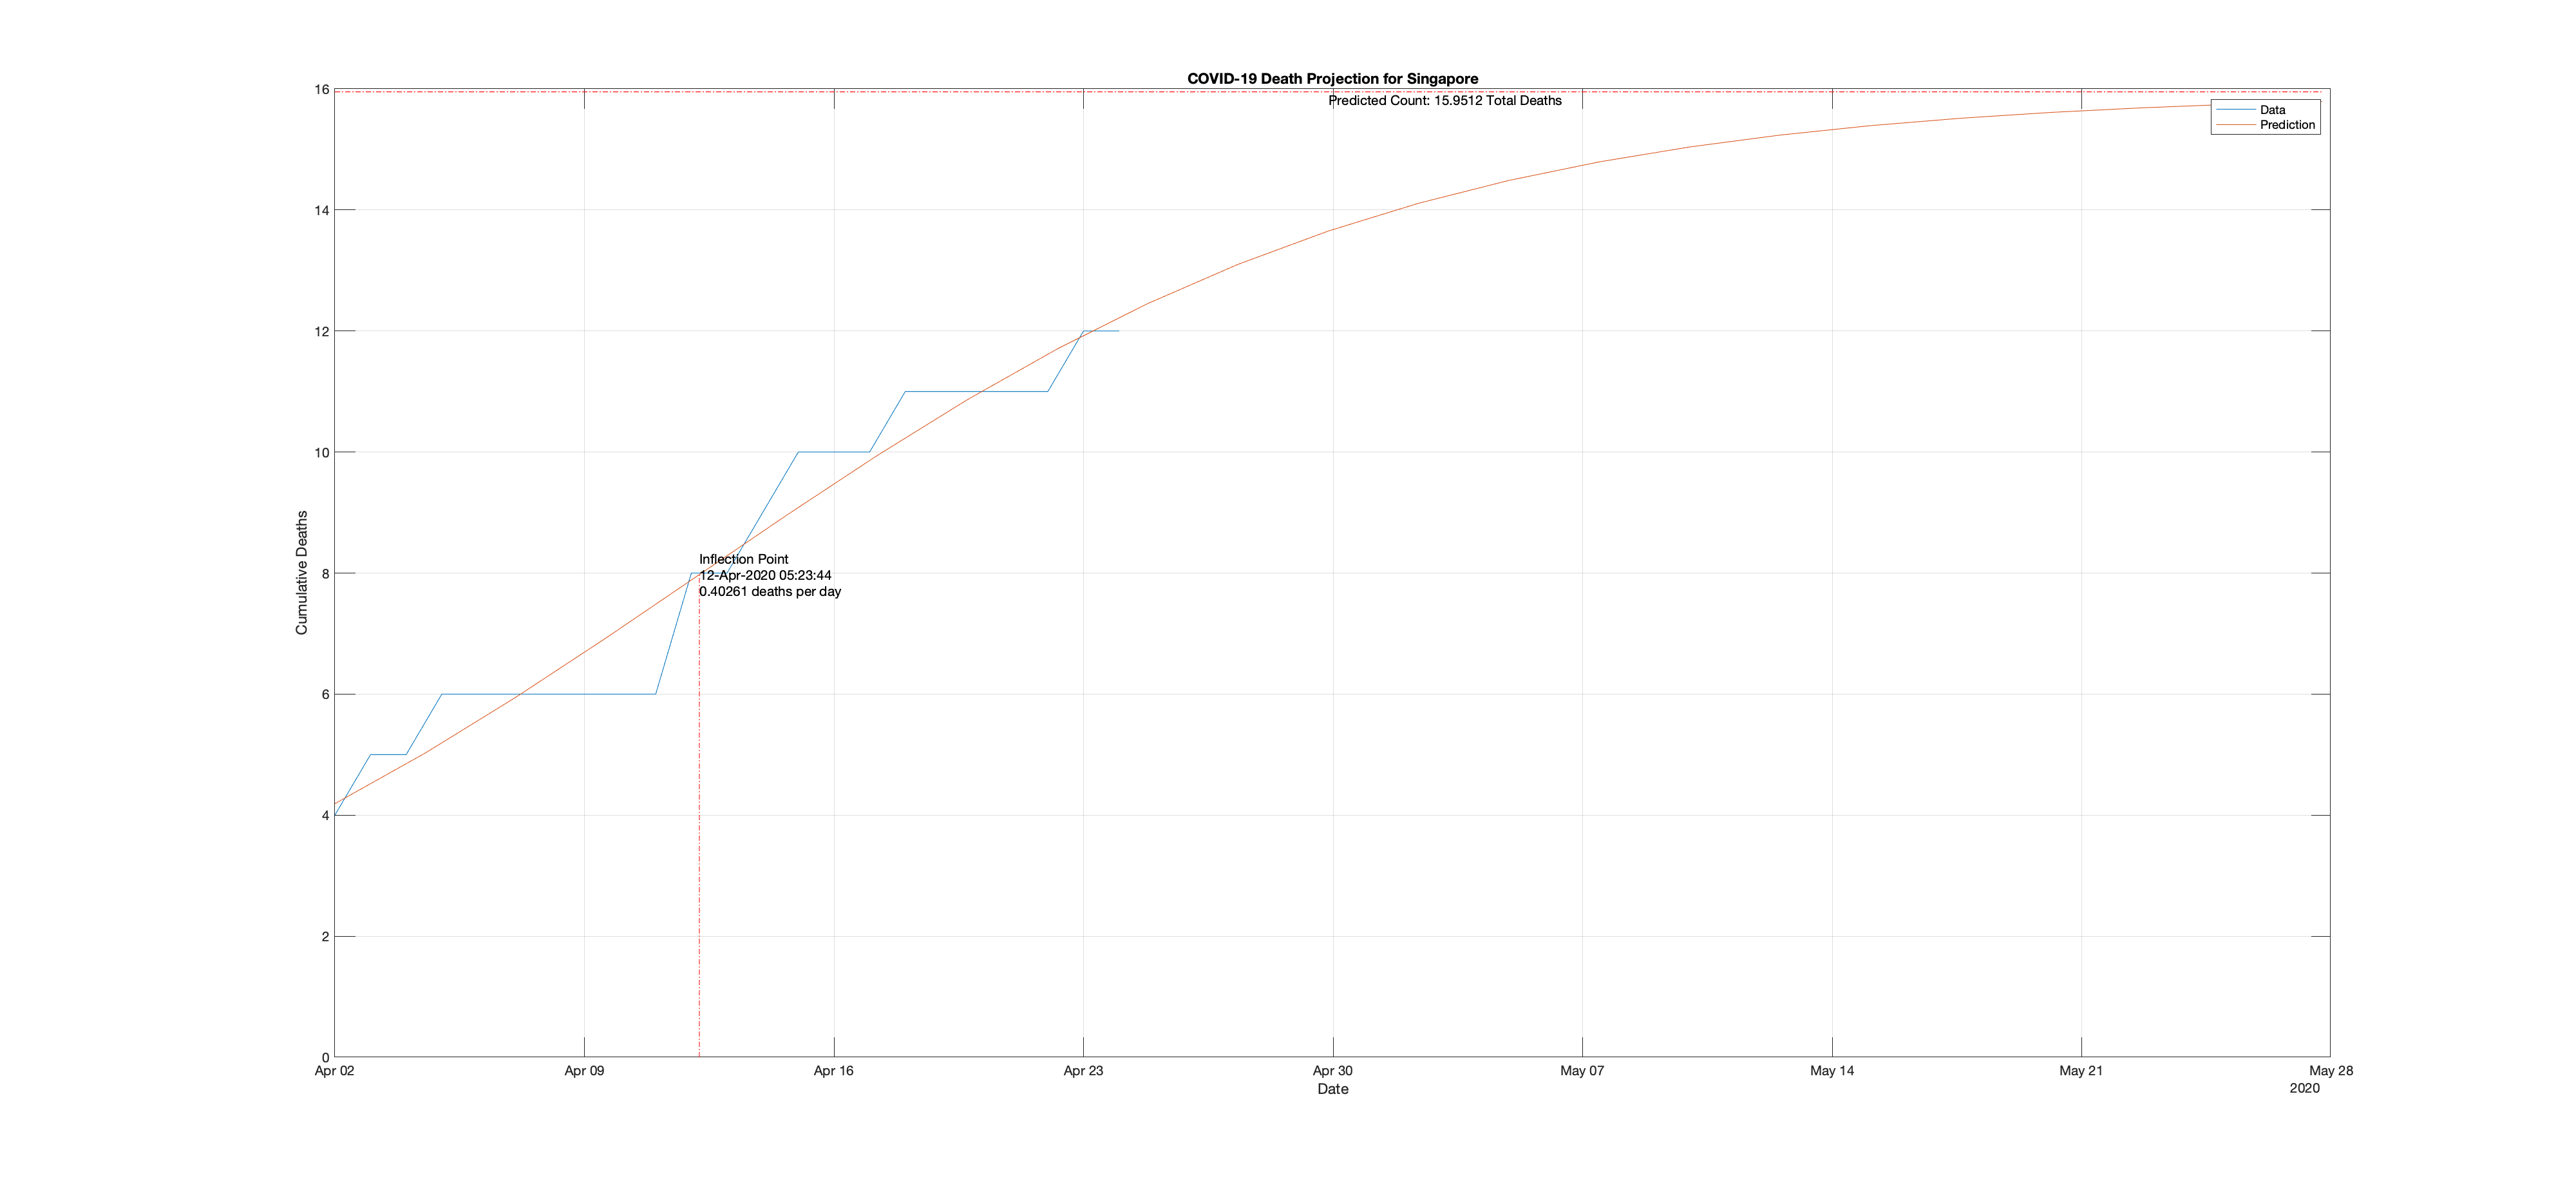 COVID-19 Death Projection for Singapore
Predicted Count: 15.9512 Total Deaths
Data
Prediction
16
14
12
10
8
6
4
2
0
Cumulative Deaths
Inflection Point
12-Apr-2020 05:23:44
0.40261 deaths per day
Apr 02
Apr 09
Apr 16
Apr 23
Apr 30
May 07
May 14
May 21
May 28
Date
2020